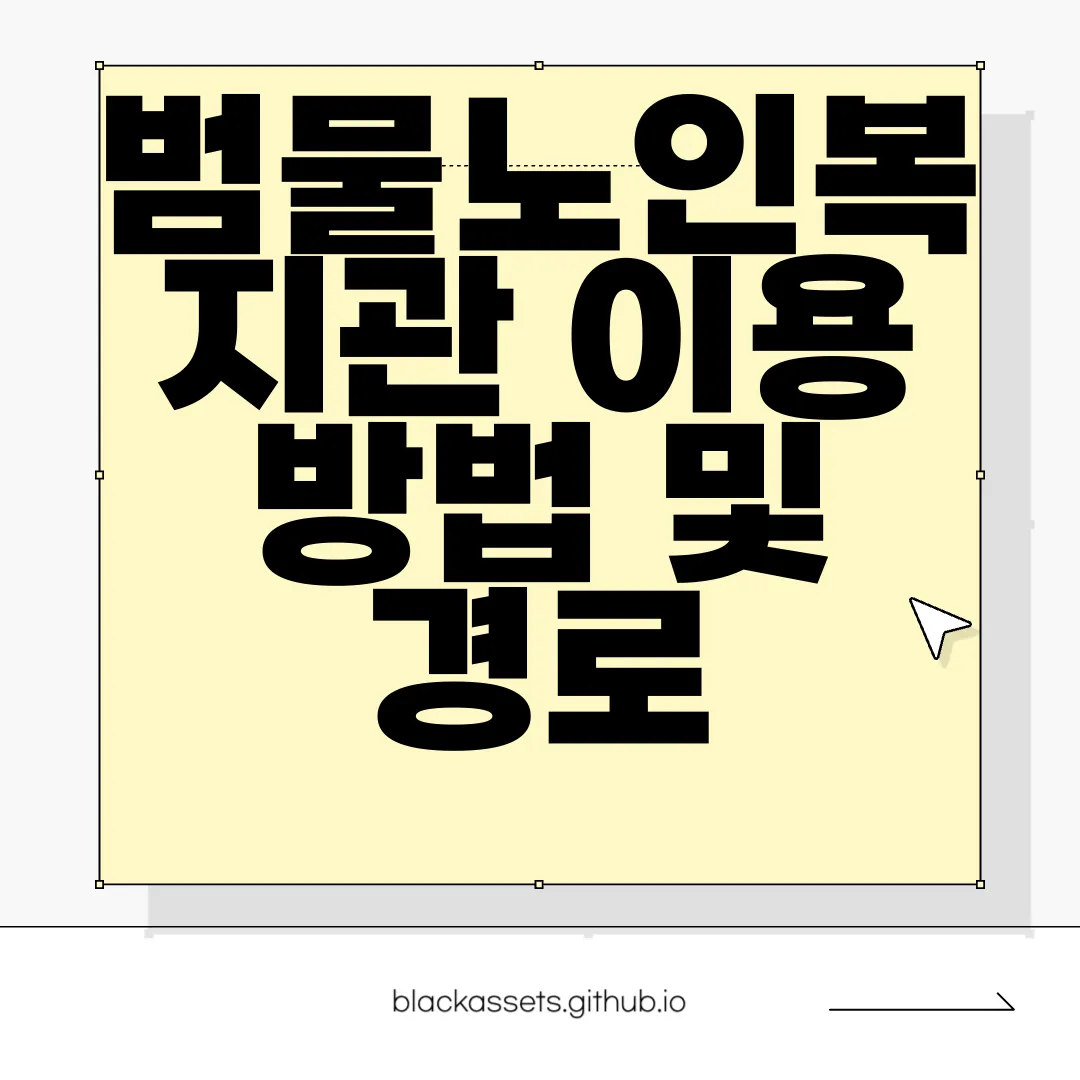 범물노인복
지관 이용
방법 및
경로
blackassets.github.io